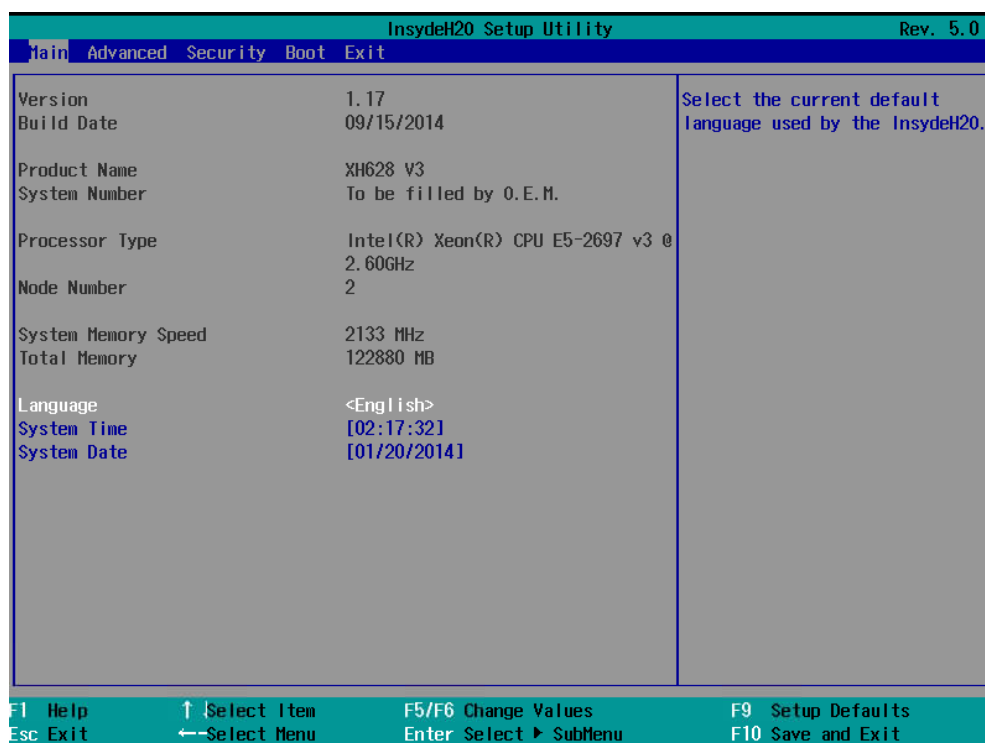 InsydeH20 Setup Utility Rev. 5.0
Main Advanced Security Boot Exit
Version 1.17 Select the current default
Build Date 09/15/2014 language used by the InsydeH20.
Product Name XH628 V3
System Number To be filled by O.E.M.
Processor Type Intel(R) Xeon(R) CPU E5-2697 v3 @
2.60GHz
Node Number 2
System Memory Speed 2133 MHz
Total Memory 122880 MB
Language <English>
System Time [02:17:32]
System Date [01/20/2014]
F1 Help ↑ ↓Select Item F5/F6 Change Values F9 Setup Defaults
Esc Exit ←→Select Menu Enter Select ▶ SubMenu F10 Save and Exit